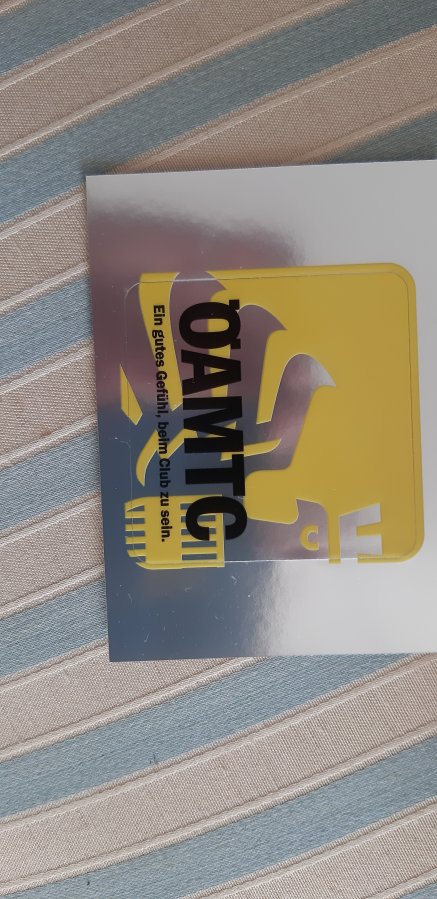 ÖAMTC
Ein gutes Gefühl, beim Club zu sein.